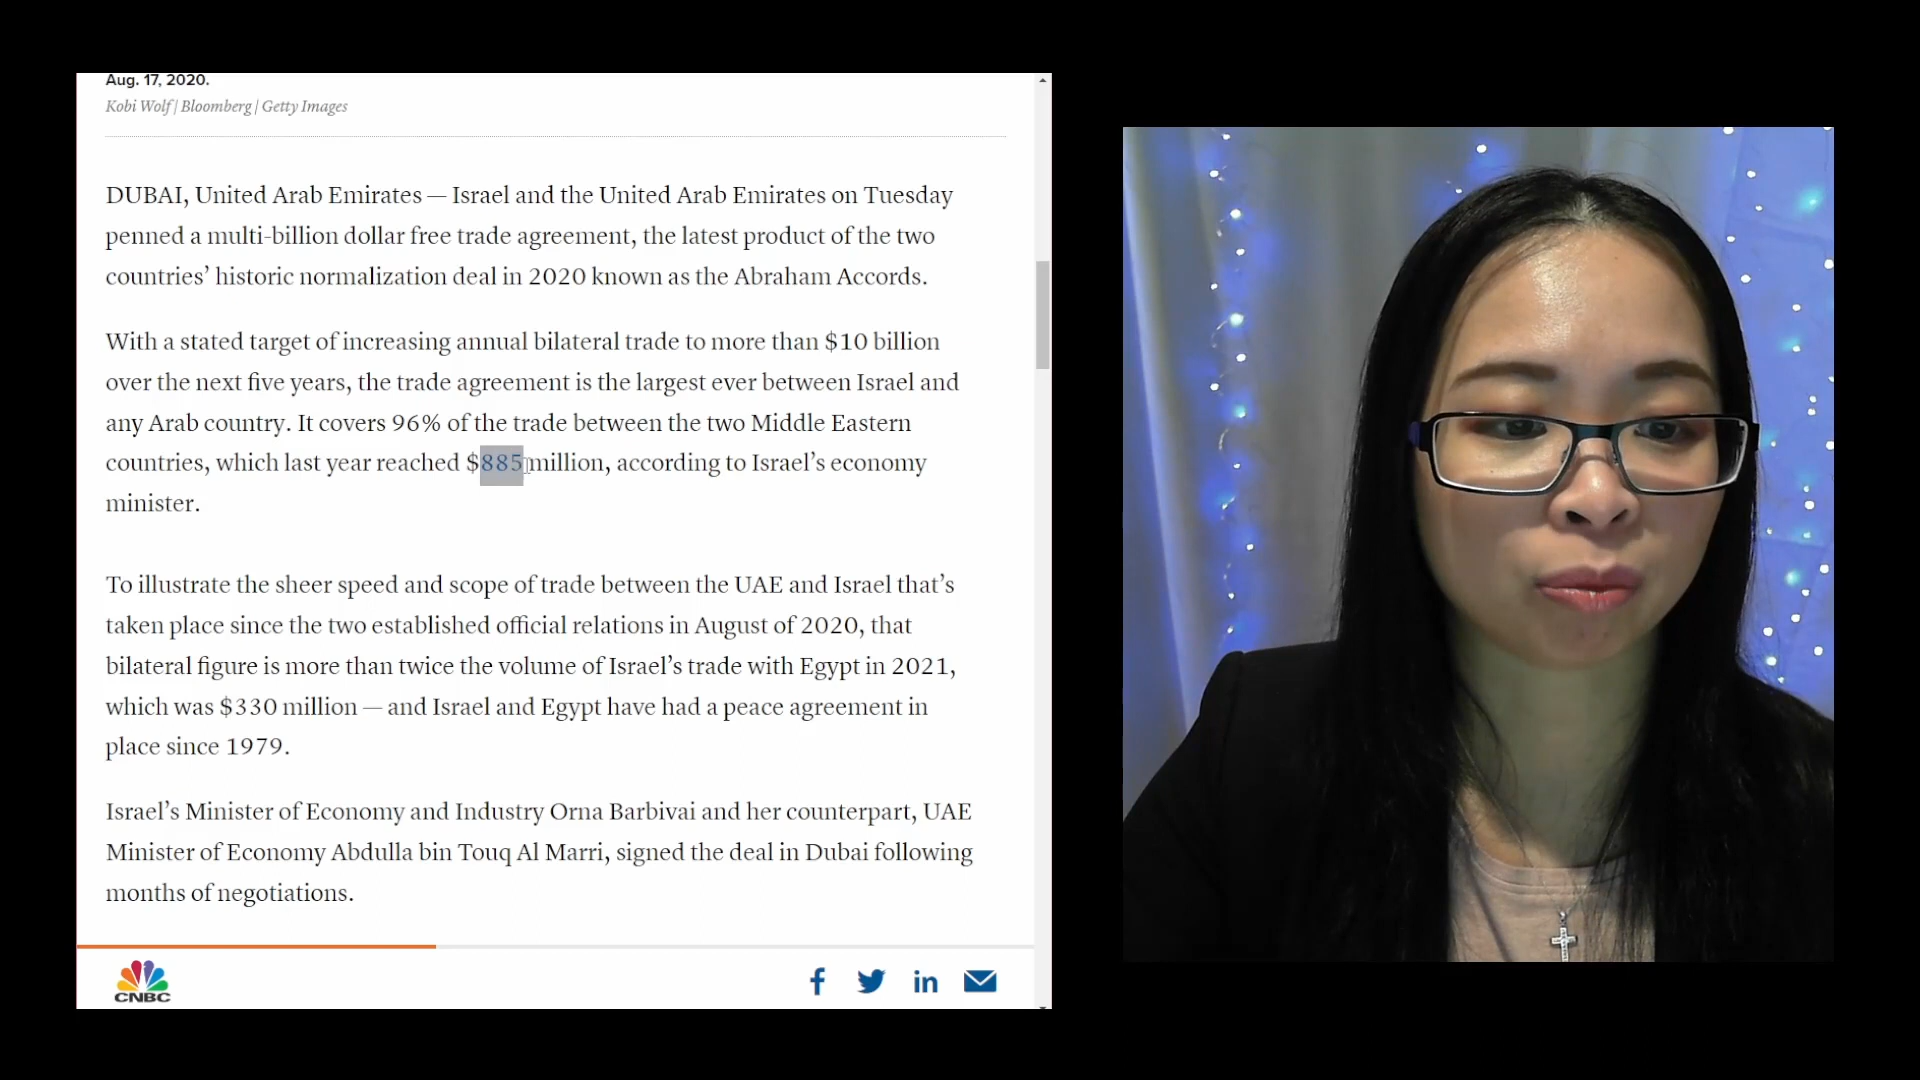 Aug. 17, 2020.
Kobi Wolf | Bloomberg | Getty Images
DUBAI, United Arab Emirates — Israel and the United Arab Emirates on Tuesday
penned a multi-billion dollar free trade agreement, the latest product of the two
countries’ historic normalization deal in 2020 known as the Abraham Accords.
With a stated target of increasing annual bilateral trade to more than $10 billion
over the next five years, the trade agreement is the largest ever between Israel and
any Arab country. It covers 96% of the trade between the two Middle Eastern
countries, which last year reached $885 million, according to Israel’s economy
minister.
To illustrate the sheer speed and scope of trade between the UAE and Israel that’s
taken place since the two established official relations in August of 2020, that
bilateral figure is more than twice the volume of Israel’s trade with Egypt in 2021,
which was $330 million — and Israel and Egypt have had a peace agreement in
place since 1979.
Israel’s Minister of Economy and Industry Orna Barbivai and her counterpart, UAE
Minister of Economy Abdulla bin Touq Al Marri, signed the deal in Dubai following
months of negotiations.
CNBC